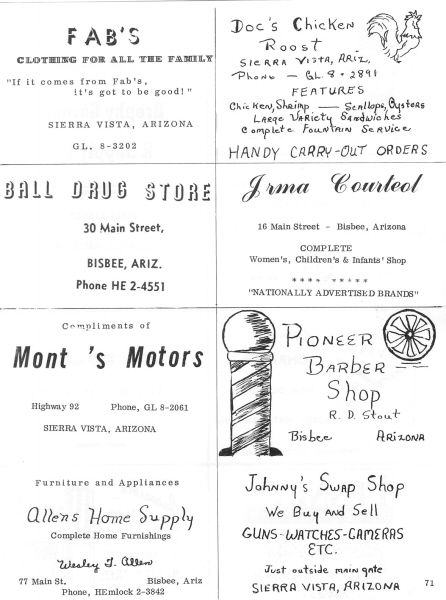 FAB'S
CLOTHING FOR ALL THE FAMILY
"If it comes from Fab's,
it's got to be good!"
SIERRA VISTA, ARIZONA
GL. 8-3202
Doc's Chicken
Roost
SIERRA VISTA, ARIZ.
Phone — GL. 8-2891
FEATURES
Chicken, Shrimp — Scallops, Oysters
Large Variety Sandwiches
Complete Fountain Service
HANDY CARRY-OUT ORDERS
BALL DRUG STORE
30 Main Street,
BISBEE, ARIZ.
Phone HE 2-4551
Irma Courteol
16 Main Street - Bisbee, Arizona
COMPLETE
Women's, Children's & Infants' Shop
**** *****
"NATIONALLY ADVERTISED BRANDS"
Compliments of
Mont 's Motors
Highway 92 Phone, GL 8-2061
SIERRA VISTA, ARIZONA
PIONEER
BARBER
Shop
R. D. Stout
Bisbee ARIZONA
Furniture and Appliances
Allens Home Supply
Complete Home Furnishings
Wesley T. Allen
77 Main St. Bisbee, Ariz
Phone, HEmlock 2-3842
Johnny's Swap Shop
We Buy And Sell
GUNS-WATCHES-CAMERAS
ETC.
Just outside main gate
SIERRA VISTA, ARIZONA
71